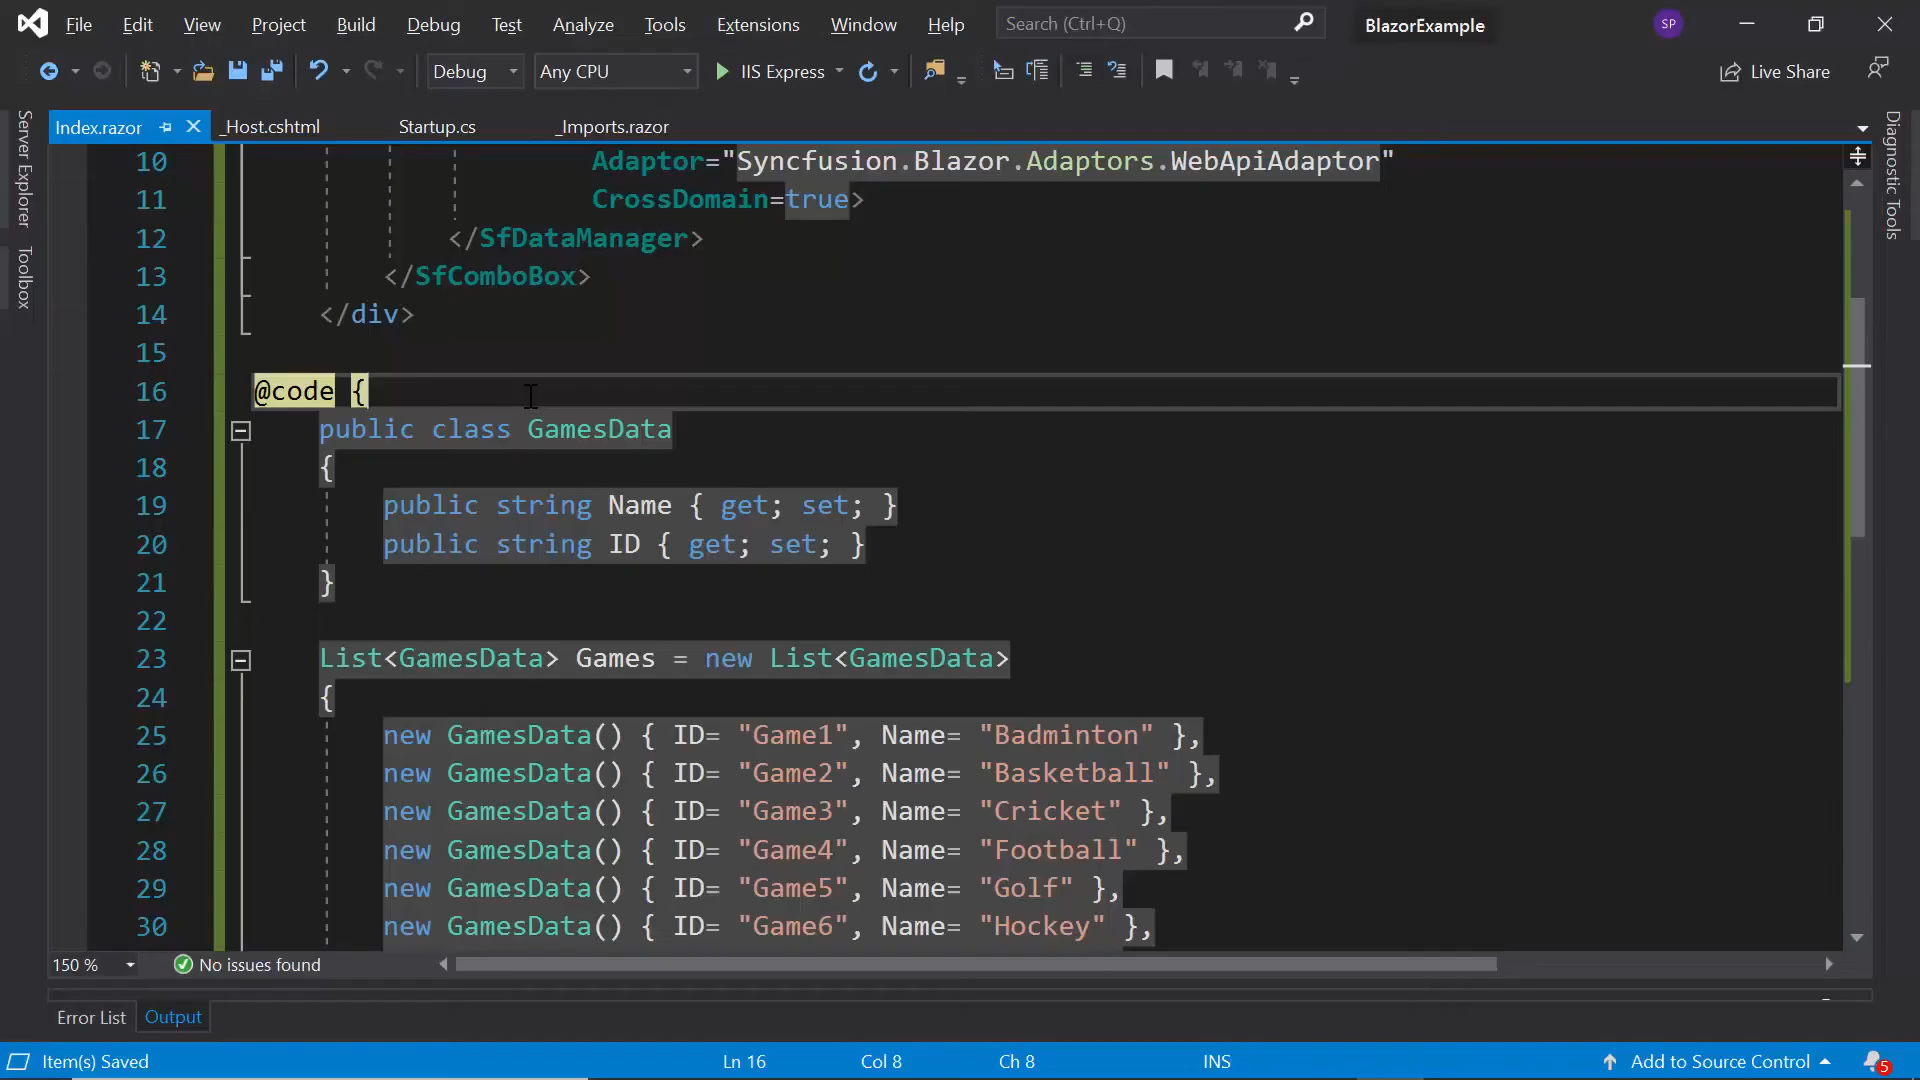 File Edit View Project Build Debug Test Analyze Tools Extensions Window Help Search (Ctrl+Q) BlazorExample SP
Debug Any CPU IIS Express Live Share
Server Explorer
Toolbox
Index.razor _Host.cshtml Startup.cs _Imports.razor
Diagnostic Tools
10 Adaptor="Syncfusion.Blazor.Adaptors.WebApiAdaptor"
11 CrossDomain=true>
12 </SfDataManager>
13 </SfComboBox>
14 </div>
15
16 @code {
17 public class GamesData
18 {
19 public string Name { get; set; }
20 public string ID { get; set; }
21 }
22
23 List<GamesData> Games = new List<GamesData>
24 {
25 new GamesData() { ID= "Game1", Name= "Badminton" },
26 new GamesData() { ID= "Game2", Name= "Basketball" },
27 new GamesData() { ID= "Game3", Name= "Cricket" },
28 new GamesData() { ID= "Game4", Name= "Football" },
29 new GamesData() { ID= "Game5", Name= "Golf" },
30 new GamesData() { ID= "Game6", Name= "Hockey" },
150 % No issues found
Error List Output
Item(s) Saved Ln 16 Col 8 Ch 8 INS Add to Source Control 5